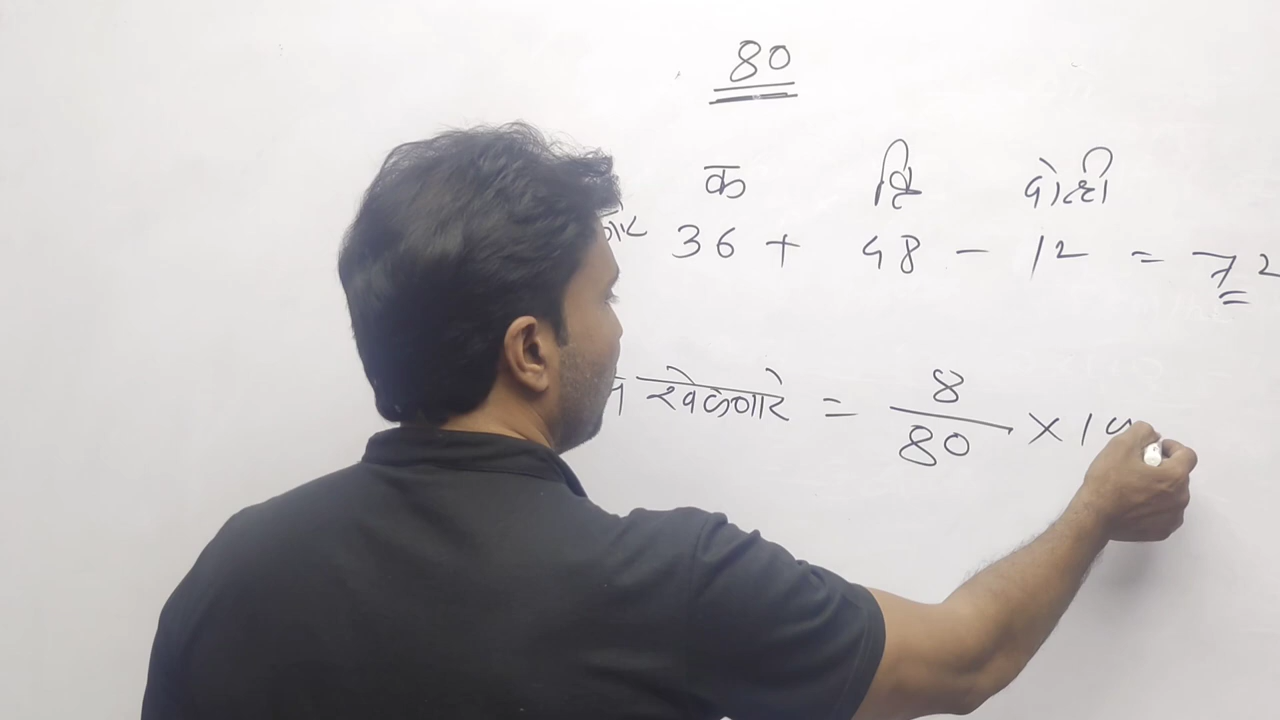 80
क क्रि दोन्ही
36 + 48 - 12 = 72
न खेळणारे = 8/80 × 1